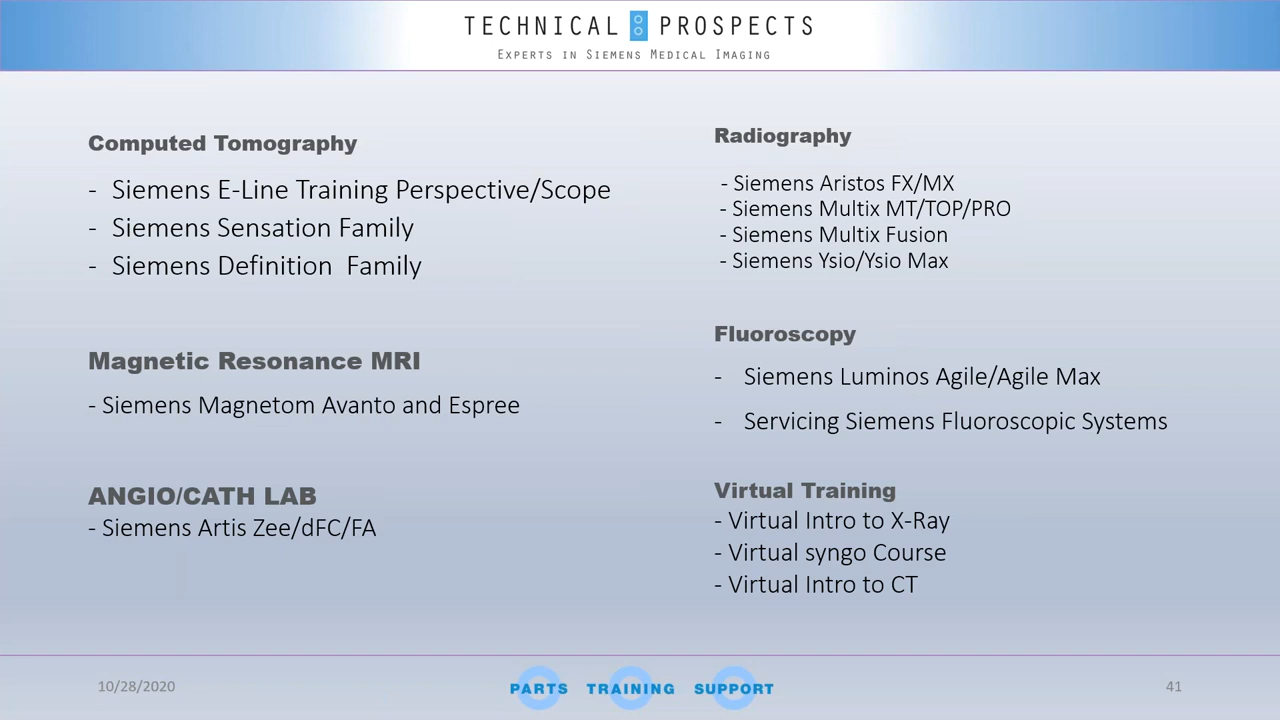 TECHNICAL PROSPECTS
EXPERTS IN SIEMENS MEDICAL IMAGING
Computed Tomography
- Siemens E-Line Training Perspective/Scope
- Siemens Sensation Family
- Siemens Definition Family
Magnetic Resonance MRI
- Siemens Magnetom Avanto and Espree
ANGIO/CATH LAB
- Siemens Artis Zee/dFC/FA
Radiography
- Siemens Aristos FX/MX
- Siemens Multix MT/TOP/PRO
- Siemens Multix Fusion
- Siemens Ysio/Ysio Max
Fluoroscopy
- Siemens Luminos Agile/Agile Max
- Servicing Siemens Fluoroscopic Systems
Virtual Training
- Virtual Intro to X-Ray
- Virtual syngo Course
- Virtual Intro to CT
10/28/2020
PARTS TRAINING SUPPORT
41